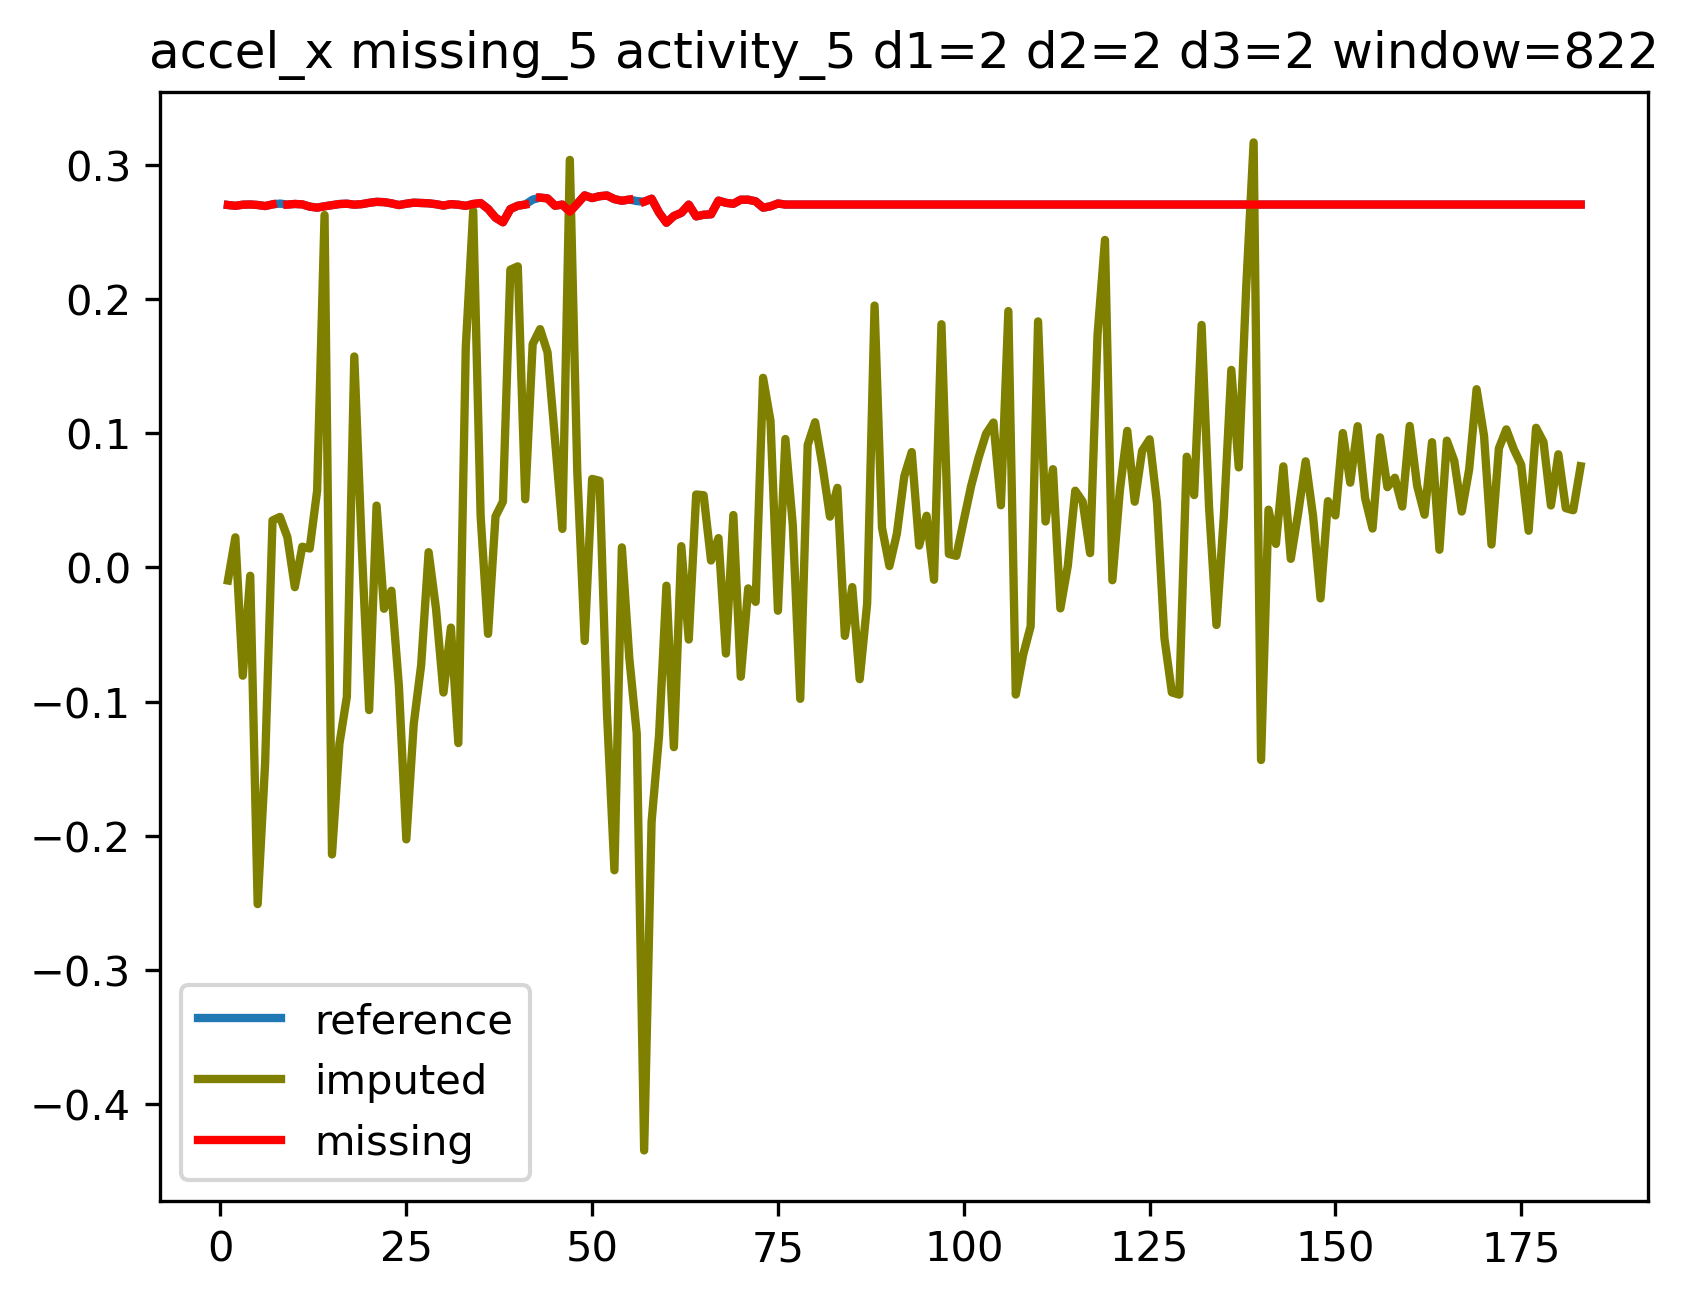 accel_x missing_5 activity_5 d1=2 d2=2 d3=2 window=822
0.3
0.2
0.1
0.0
−0.1
−0.2
−0.3
−0.4
reference
imputed
missing
0 25 50 75 100 125 150 175